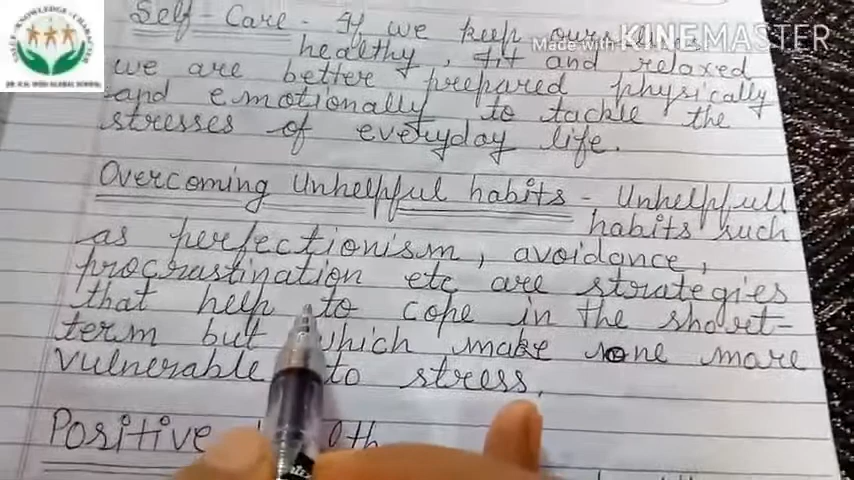 Self-Care - If we keep
Made with KINEMASTER
healthy, fit and relaxed
we are better prepared physically
and emotionally to tackle the
stresses of everyday life.
Overcoming Unhelpful habits - Unhelpfull
habits such
as perfectionism, avoidance,
procrastination etc are strategies
that help to cope in the short-
term but which make one more
vulnerable to stress.
Positive